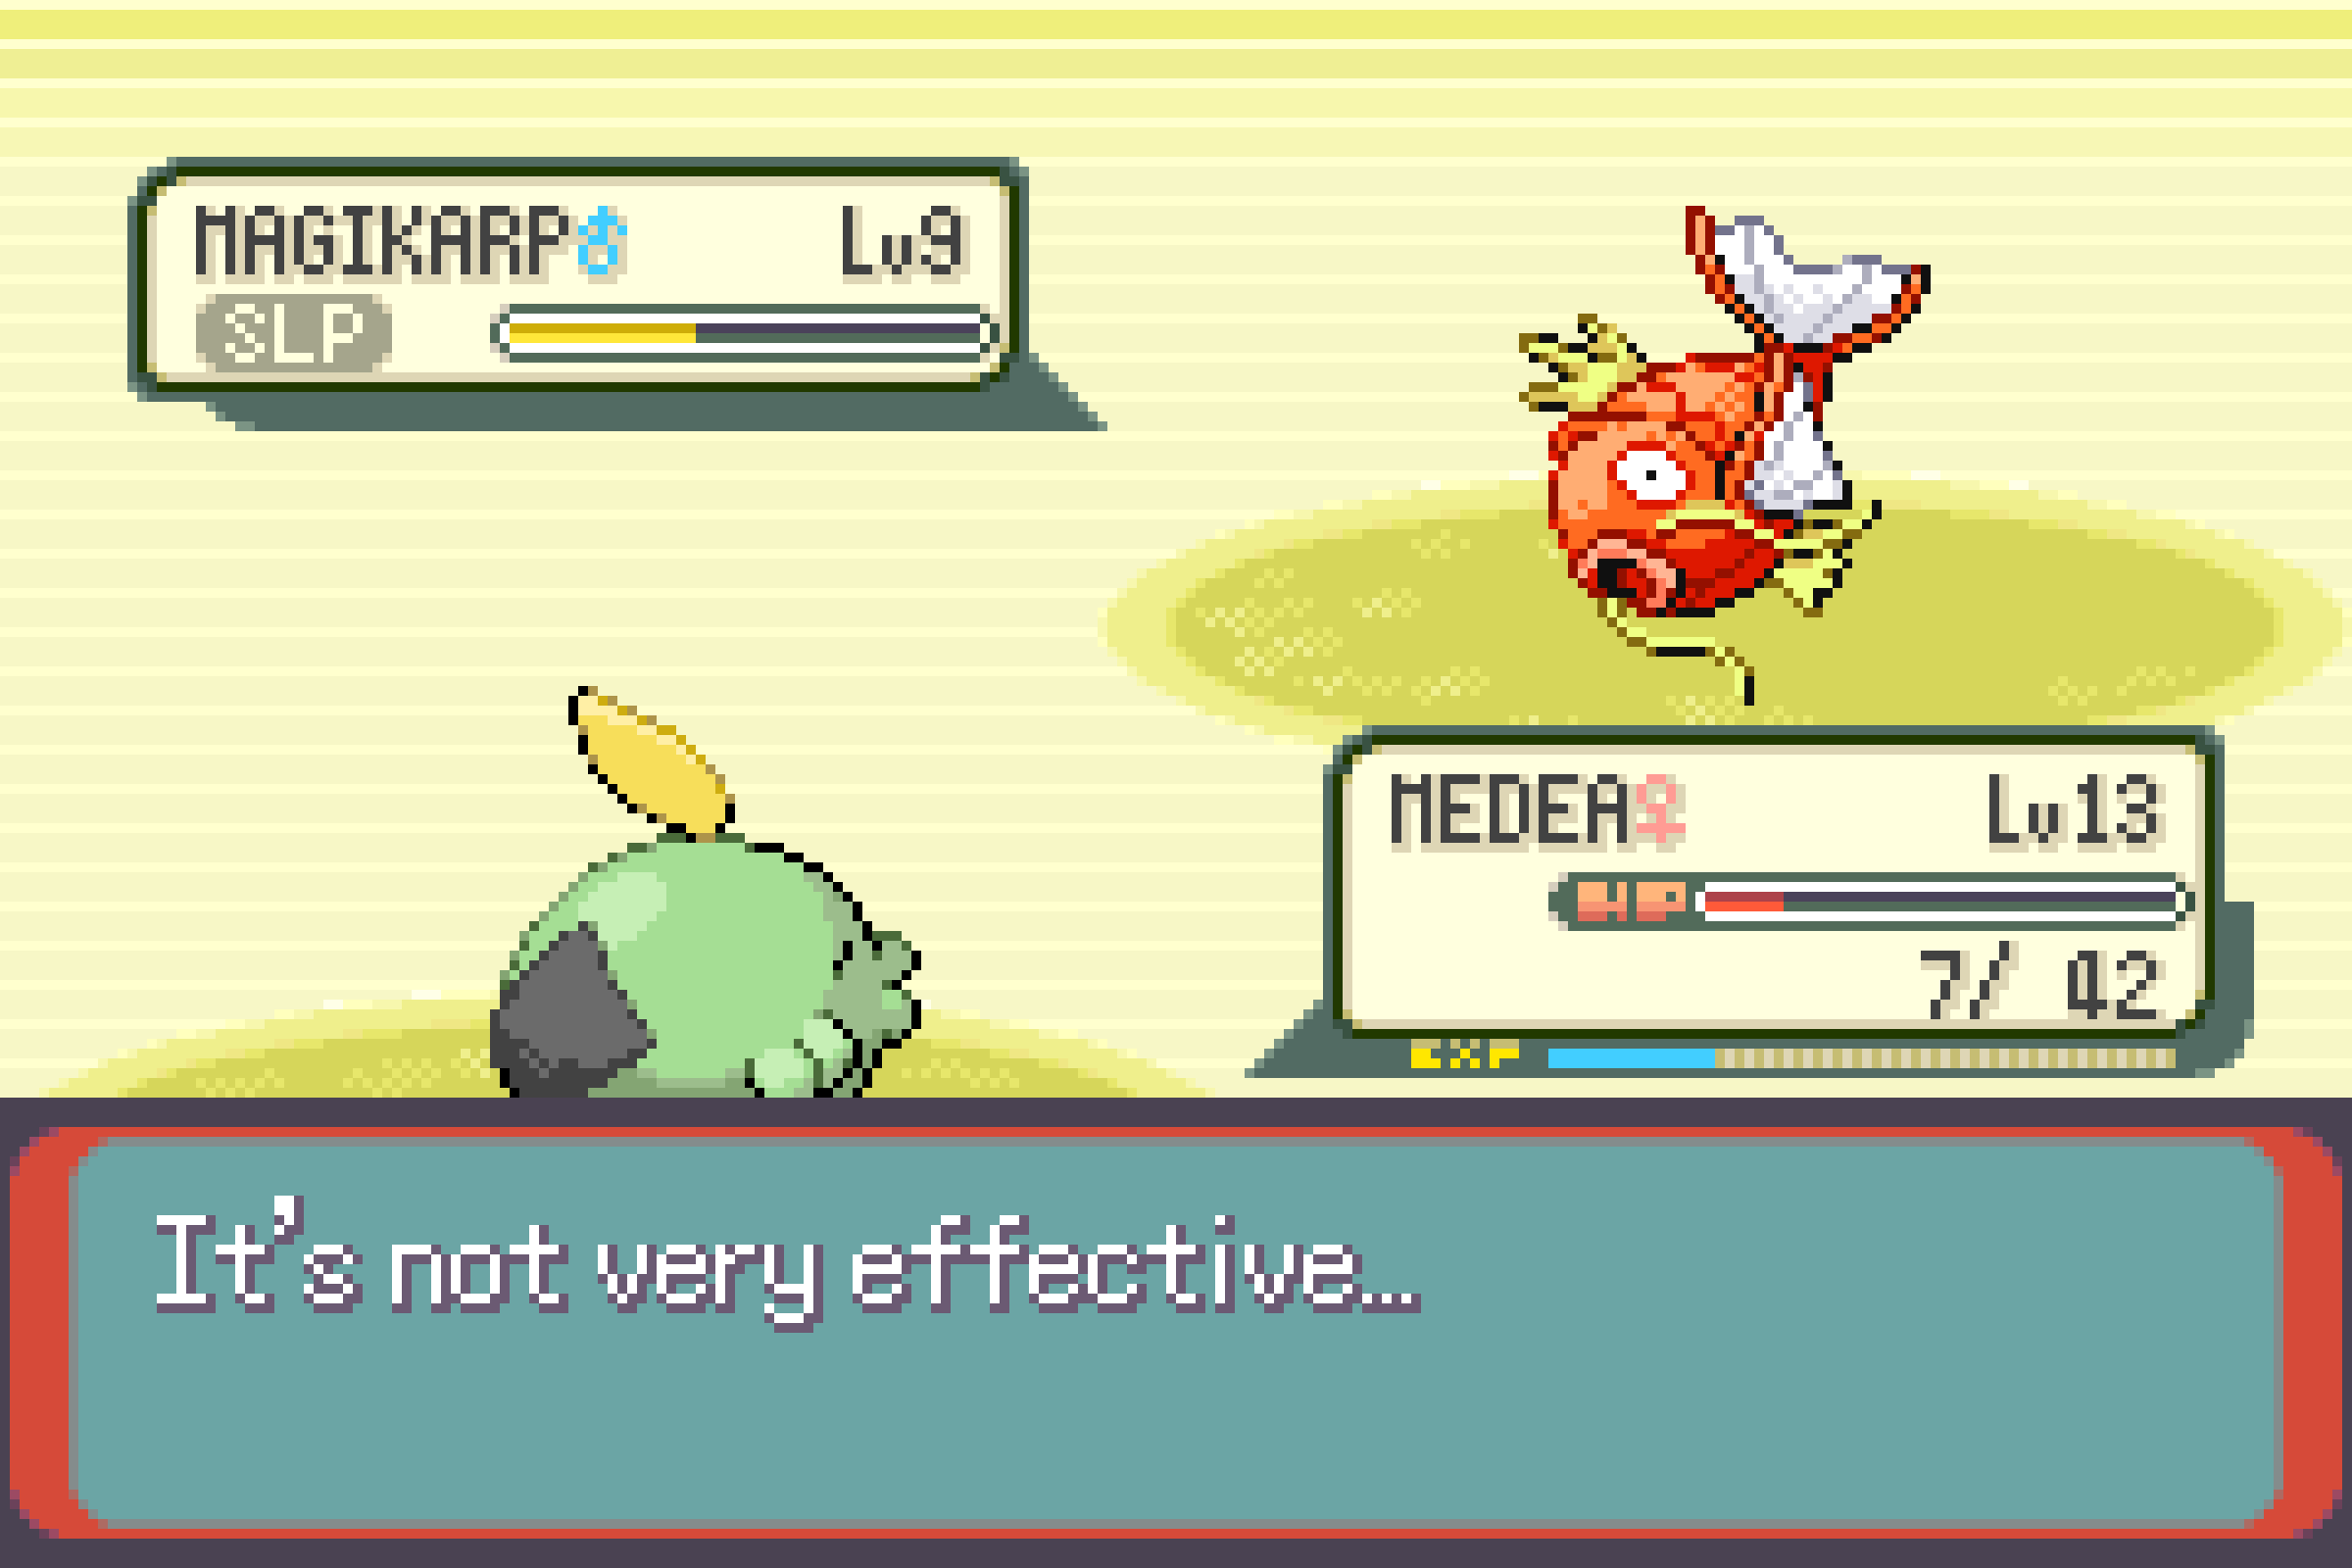 MAGIKARP♂ Lv9
SLP
MEDEA♀ Lv13
HP
7/ 42
EXP
It's not very effective…